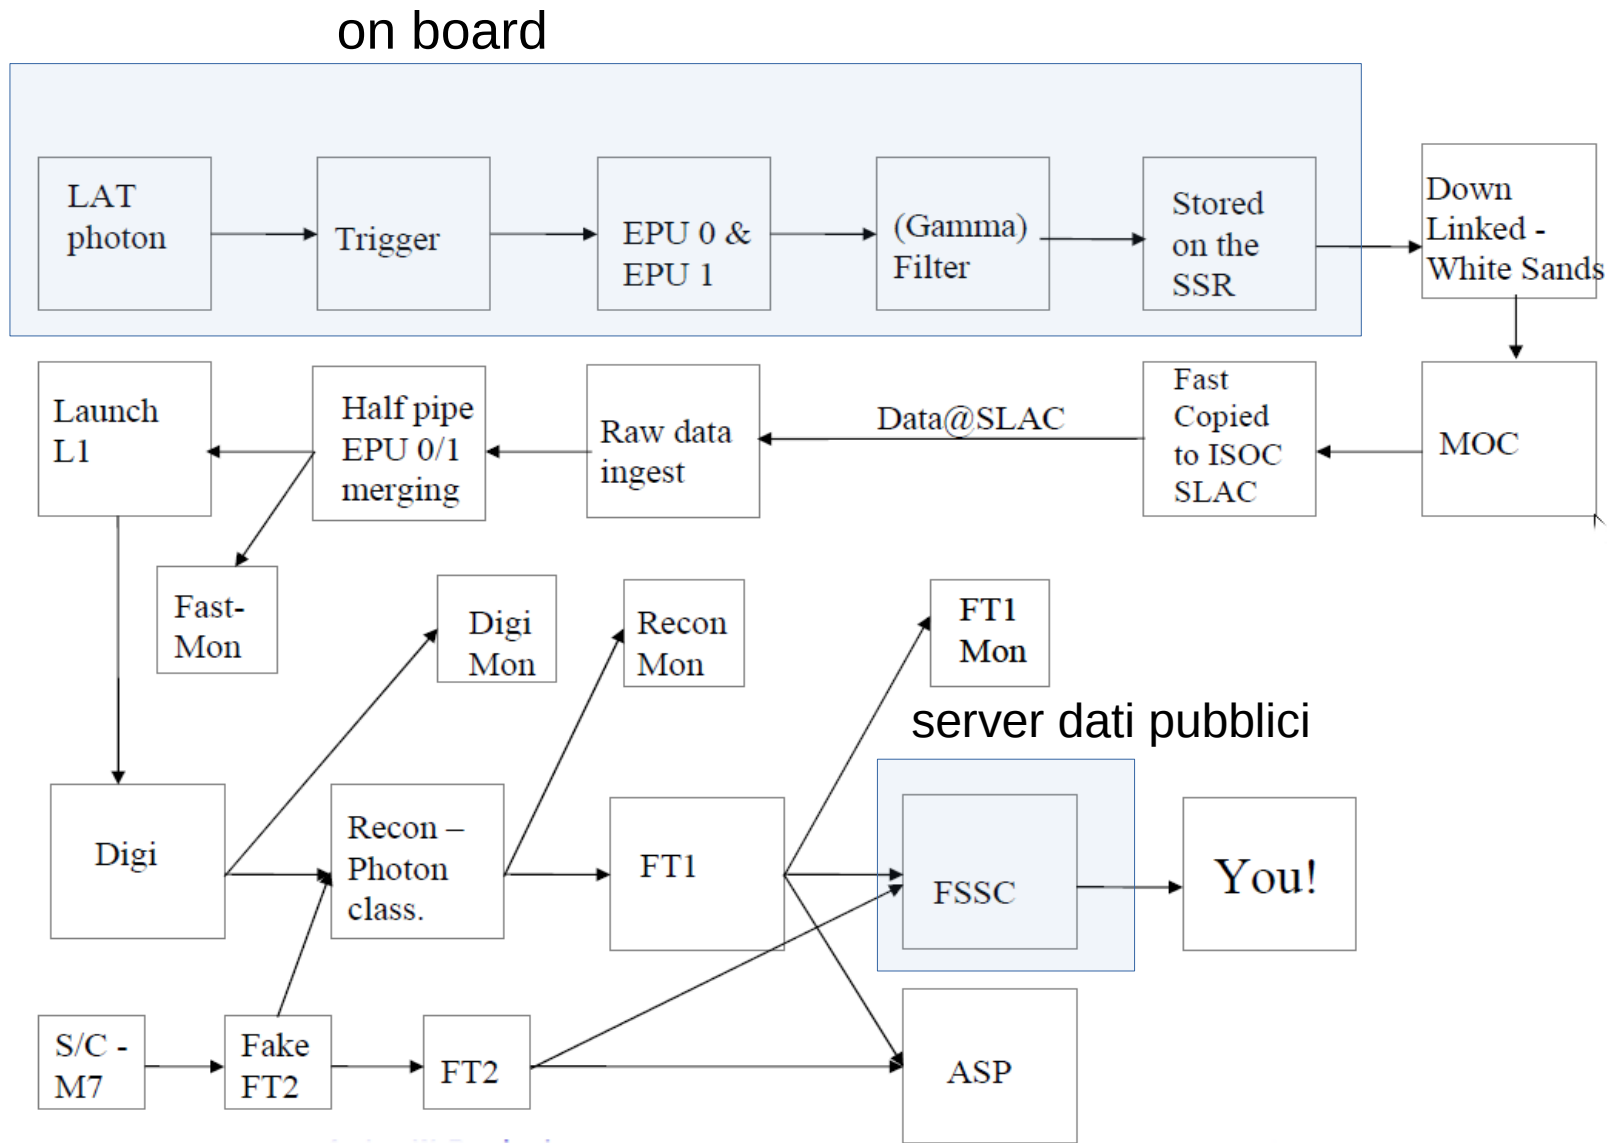 on board
LAT
photon
Trigger
EPU 0 &
EPU 1
(Gamma)
Filter
Stored
on the
SSR
Down
Linked -
White Sands
Launch
L1
Half pipe
EPU 0/1
merging
Raw data
ingest
Data@SLAC
Fast
Copied
to ISOC
SLAC
MOC
Fast-
Mon
Digi
Mon
Recon
Mon
FT1
Mon
server dati pubblici
Digi
Recon –
Photon
class.
FT1
FSSC
You!
S/C -
M7
Fake
FT2
FT2
ASP